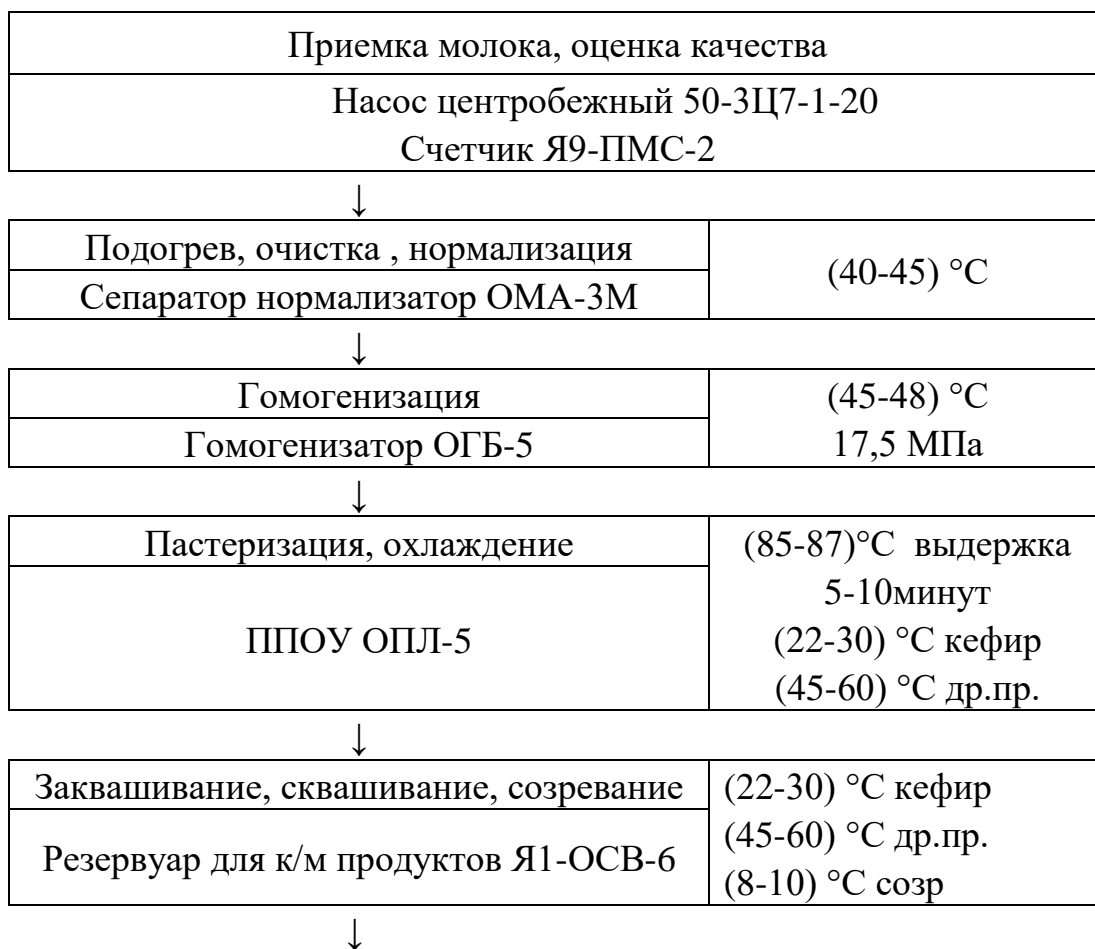 Приемка молока, оценка качества
Насос центробежный 50-3Ц7-1-20
Счетчик Я9-ПМС-2
↓
Подогрев, очистка , нормализация
Сепаратор нормализатор ОМА-3М
(40-45) °С
↓
Гомогенизация
Гомогенизатор ОГБ-5
(45-48) °С
17,5 МПа
↓
Пастеризация, охлаждение
ППОУ ОПЛ-5
(85-87)°С выдержка
5-10минут
(22-30) °С кефир
(45-60) °С др.пр.
↓
Заквашивание, сквашивание, созревание
Резервуар для к/м продуктов Я1-ОСВ-6
(22-30) °С кефир
(45-60) °С др.пр.
(8-10) °С созр
↓